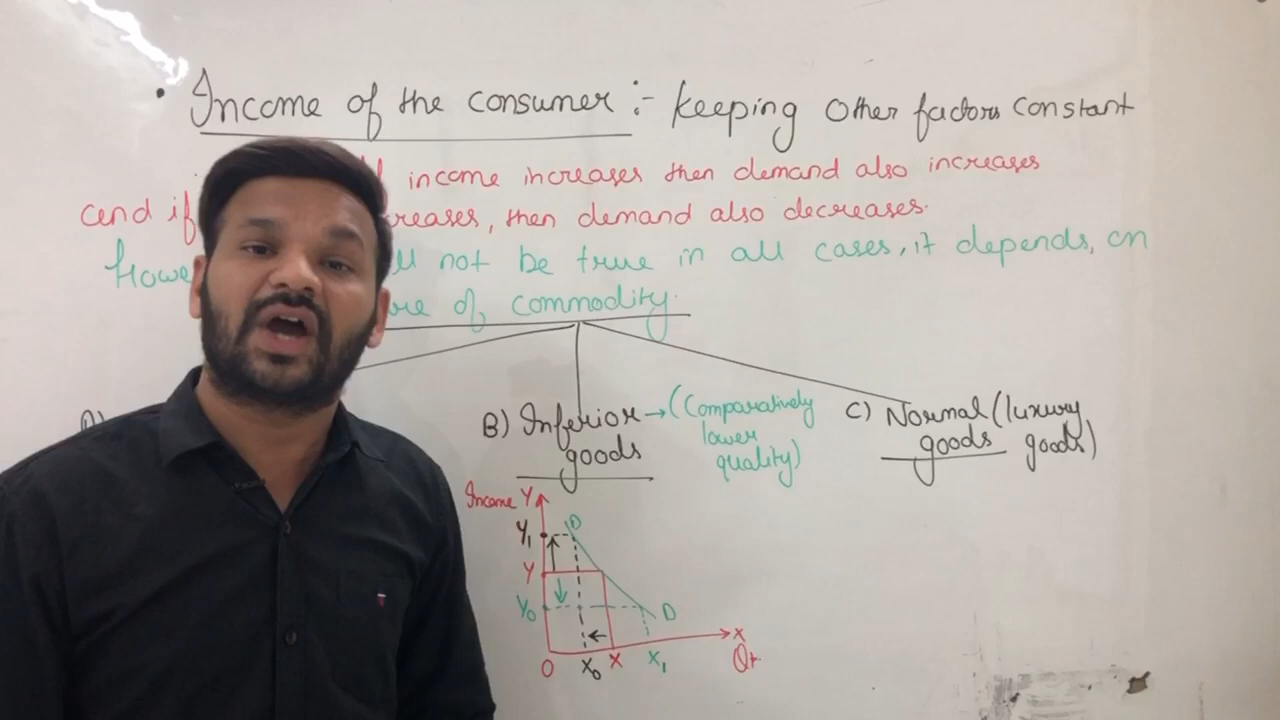 • Income of the consumer :- Keeping other factors constant
income increases then demand also increases
and if creases, then demand also decreases.
Howe ll not be true in all cases, it depends, on
ure of commodity.
A)
B) Inferior goods → (Comparatively lower quality)
C) Normal (luxury goods) goods
Income Y
Y₁
Y
Y₀
D
D
O X₀ X X₁ X
Qt